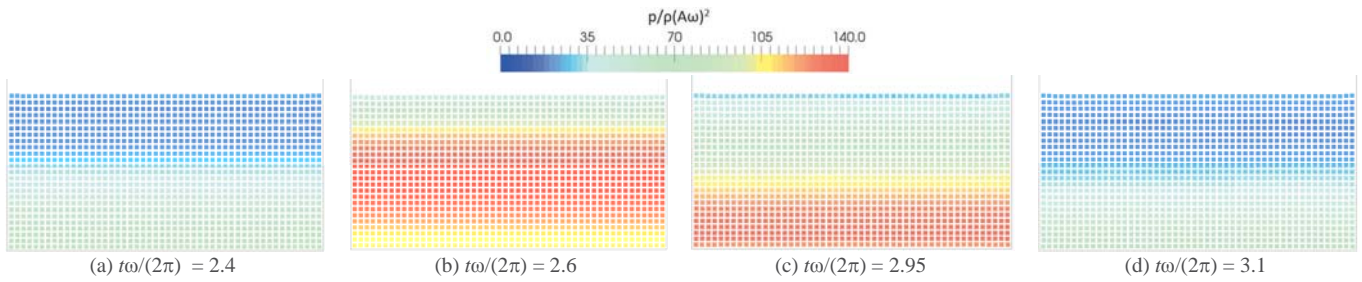 p/ρ(Aω)²
0.0 35 70 105 140.0
(a) tω/(2π) = 2.4
(b) tω/(2π) = 2.6
(c) tω/(2π) = 2.95
(d) tω/(2π) = 3.1